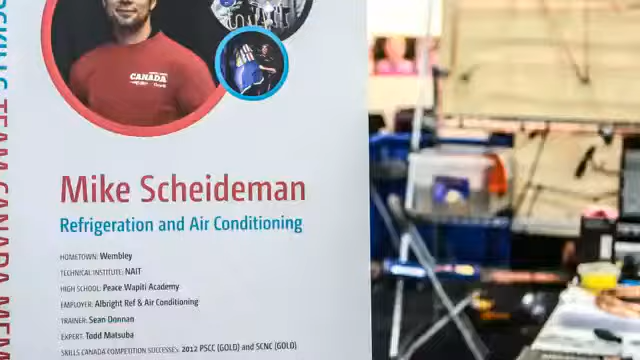 CANADA
Mike Scheideman
Refrigeration and Air Conditioning
HOMETOWN: Wembley
TECHNICAL INSTITUTE: NAIT
HIGH SCHOOL: Peace Wapiti Academy
EMPLOYER: Albright Ref & Air Conditioning
TRAINER: Sean Donnan
EXPERT: Todd Matsuba
SKILLS CANADA COMPETITION SUCCESSES: 2012 PSCC (GOLD) and SCNC (GOLD)
TEAM CANADA